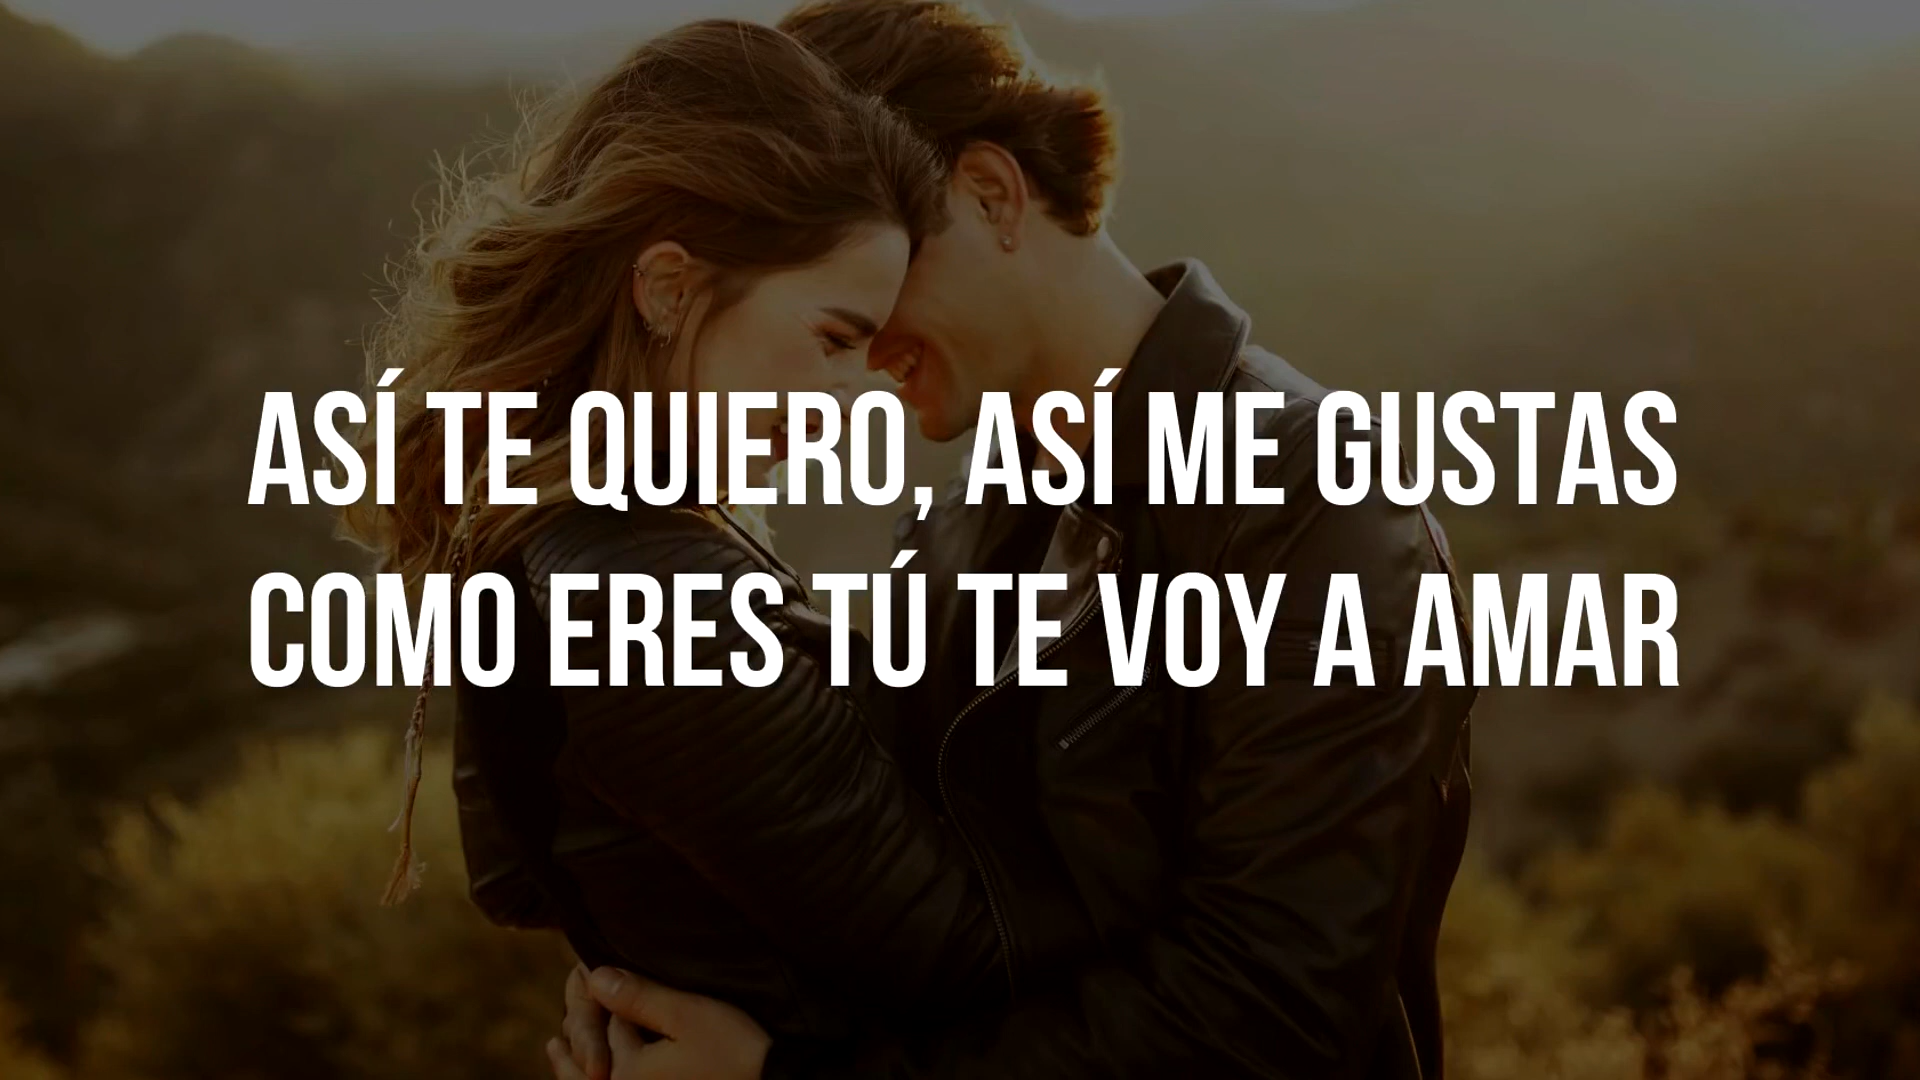 ASÍ TE QUIERO, ASÍ ME GUSTAS
COMO ERES TÚ TE VOY A AMAR